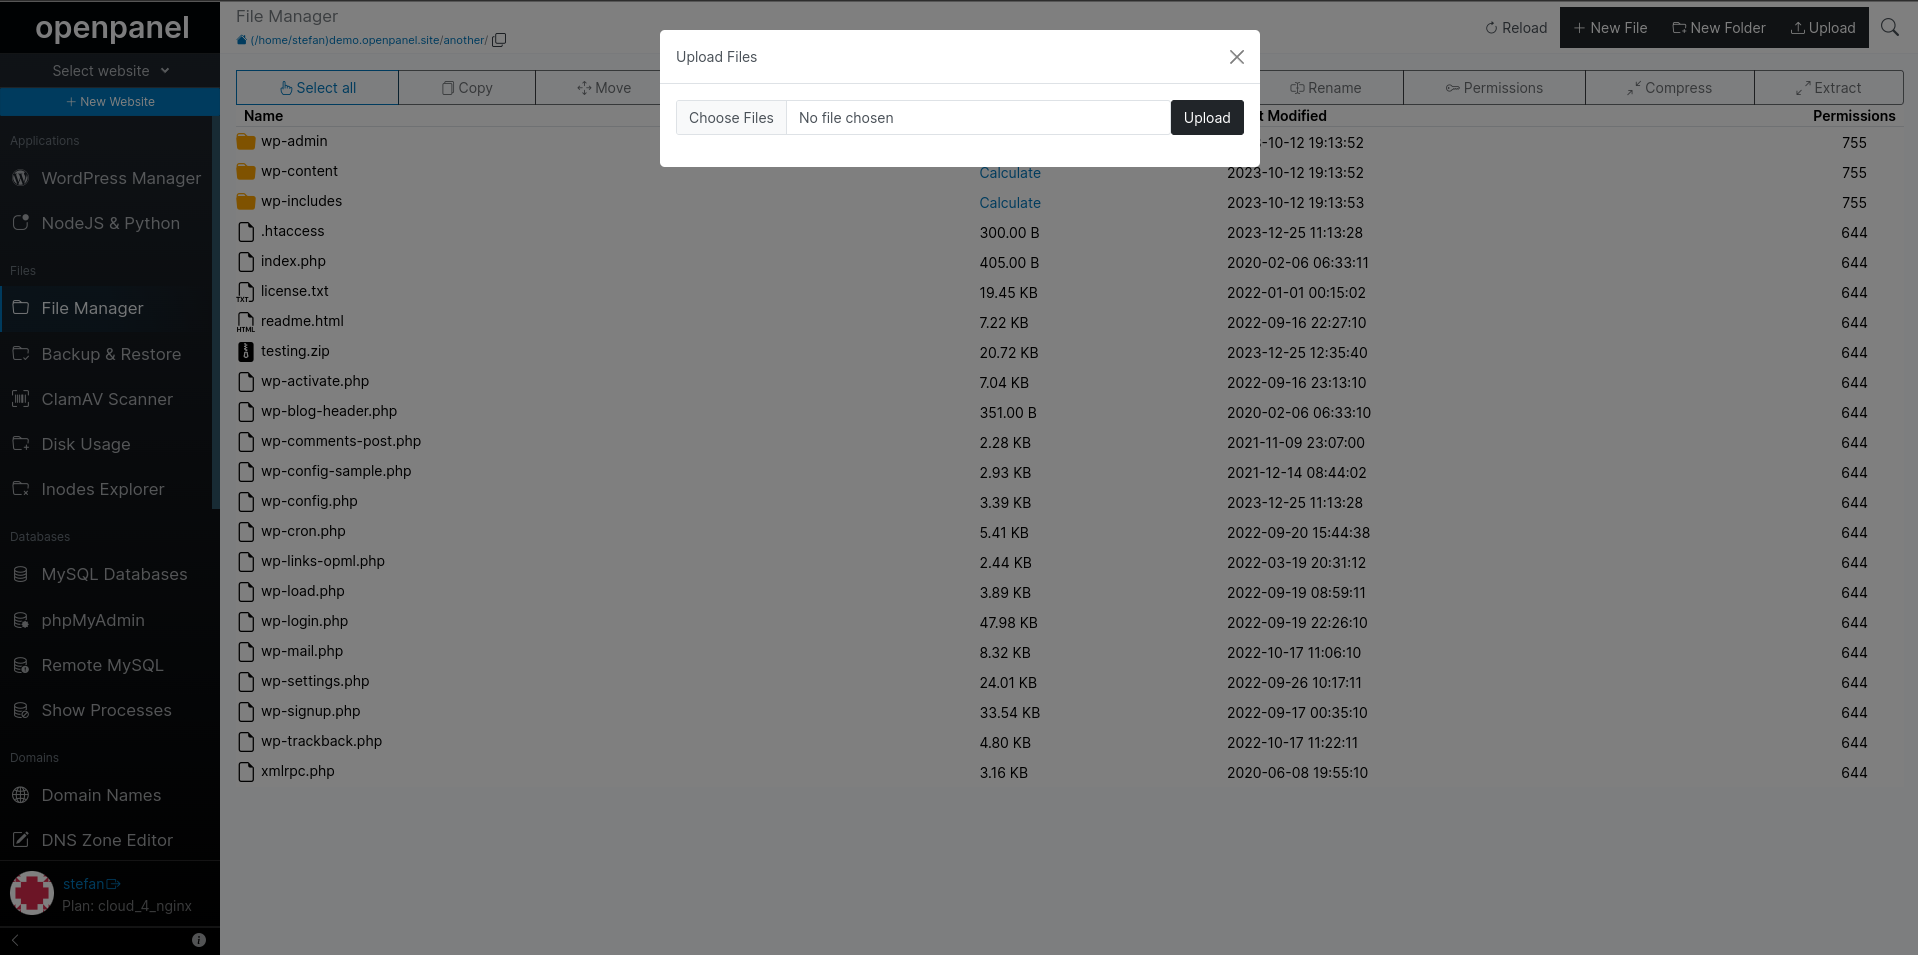 openpanel
Select website
+ New Website
Applications
WordPress Manager
NodeJS & Python
Files
File Manager
Backup & Restore
ClamAV Scanner
Disk Usage
Inodes Explorer
Databases
MySQL Databases
phpMyAdmin
Remote MySQL
Show Processes
Domains
Domain Names
DNS Zone Editor
stefan
Plan: cloud_4_nginx
File Manager
(/home/stefan)demo.openpanel.site/another/
Reload + New File New Folder Upload
Upload Files
Choose Files No file chosen Upload
Select all Copy Move Rename Permissions Compress Extract
Name t Modified Permissions
wp-admin -10-12 19:13:52 755
wp-content Calculate 2023-10-12 19:13:52 755
wp-includes Calculate 2023-10-12 19:13:53 755
.htaccess 300.00 B 2023-12-25 11:13:28 644
index.php 405.00 B 2020-02-06 06:33:11 644
TXT license.txt 19.45 KB 2022-01-01 00:15:02 644
HTML readme.html 7.22 KB 2022-09-16 22:27:10 644
testing.zip 20.72 KB 2023-12-25 12:35:40 644
wp-activate.php 7.04 KB 2022-09-16 23:13:10 644
wp-blog-header.php 351.00 B 2020-02-06 06:33:10 644
wp-comments-post.php 2.28 KB 2021-11-09 23:07:00 644
wp-config-sample.php 2.93 KB 2021-12-14 08:44:02 644
wp-config.php 3.39 KB 2023-12-25 11:13:28 644
wp-cron.php 5.41 KB 2022-09-20 15:44:38 644
wp-links-opml.php 2.44 KB 2022-03-19 20:31:12 644
wp-load.php 3.89 KB 2022-09-19 08:59:11 644
wp-login.php 47.98 KB 2022-09-19 22:26:10 644
wp-mail.php 8.32 KB 2022-10-17 11:06:10 644
wp-settings.php 24.01 KB 2022-09-26 10:17:11 644
wp-signup.php 33.54 KB 2022-09-17 00:35:10 644
wp-trackback.php 4.80 KB 2022-10-17 11:22:11 644
xmlrpc.php 3.16 KB 2020-06-08 19:55:10 644